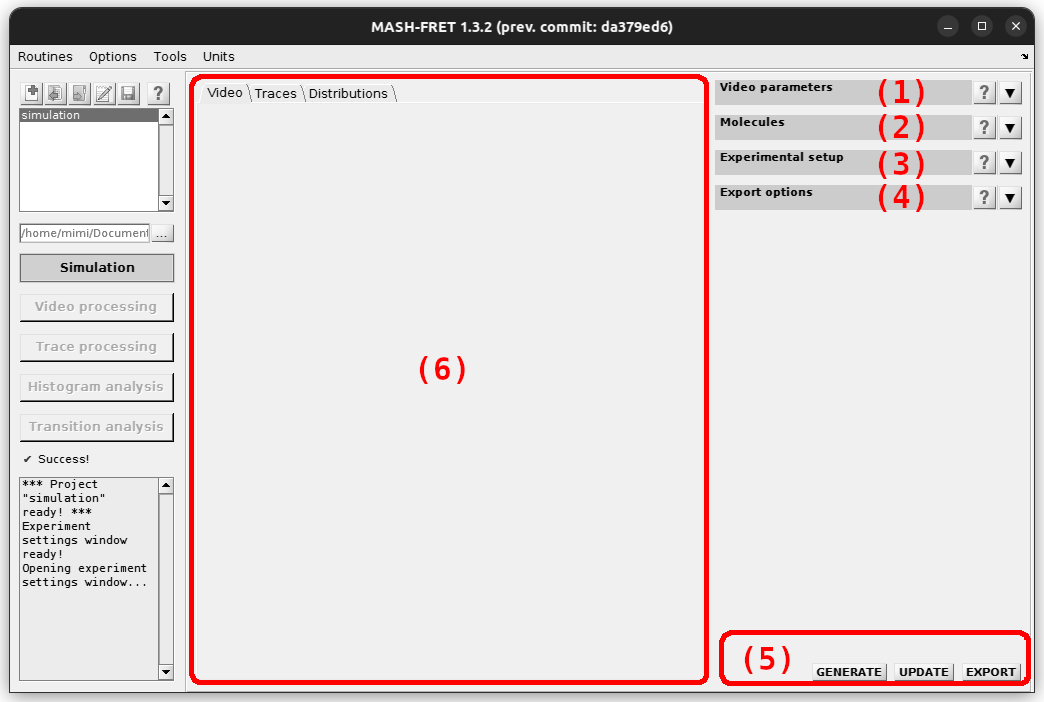 MASH-FRET 1.3.2 (prev. commit: da379ed6)
Routines Options Tools Units
?
simulation
/home/mimi/Document ...
Simulation
Video processing
Trace processing
Histogram analysis
Transition analysis
✔ Success!
*** Project
"simulation"
ready! ***
Experiment
settings window
ready!
Opening experiment
settings window...
Video Traces Distributions
(6)
Video parameters (1) ? ▼
Molecules (2) ? ▼
Experimental setup (3) ? ▼
Export options (4) ? ▼
(5) GENERATE UPDATE EXPORT